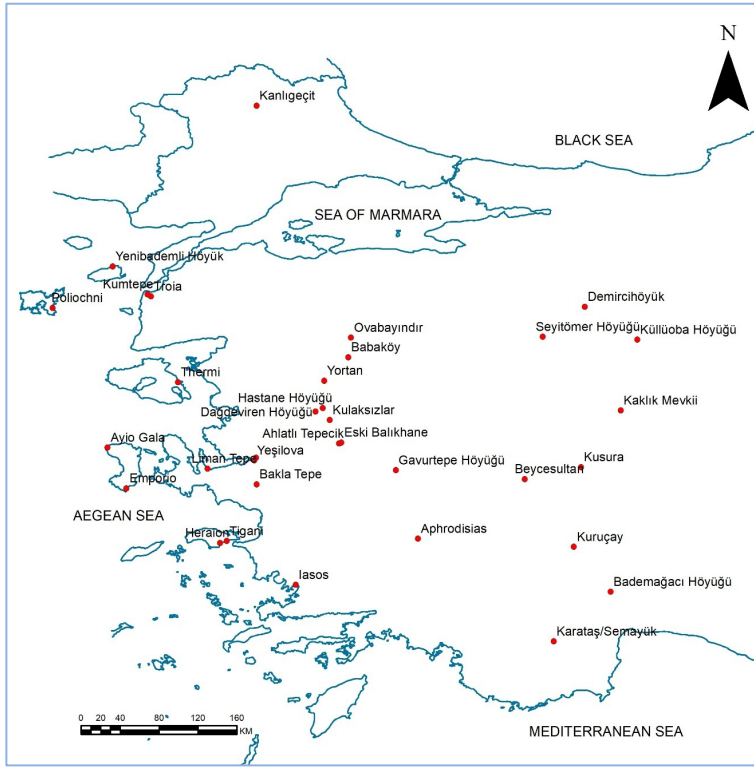 N
Kanlıgeçit
BLACK SEA
SEA OF MARMARA
Yenibademli Höyük
Kumtepe
Troia
Poliochni
Demircihöyük
Ovabayındır
Seyitömer Höyüğü
Küllüoba Höyüğü
Babaköy
Thermi
Yortan
Hastane Höyüğü
Dağdeviren Höyüğü
Kulaksızlar
Kaklık Mevkii
Ahlatlı Tepecik
Eski Balıkhane
Ayio Gala
Liman Tepe
Yeşilova
Gavurtepe Höyüğü
Kusura
Beycesultan
Emporio
Bakla Tepe
AEGEAN SEA
Heraion
Tigani
Aphrodisias
Kuruçay
Iasos
Bademağacı Höyüğü
Karataş/Semayük
0 20 40 80 120 160
KM
MEDITERRANEAN SEA